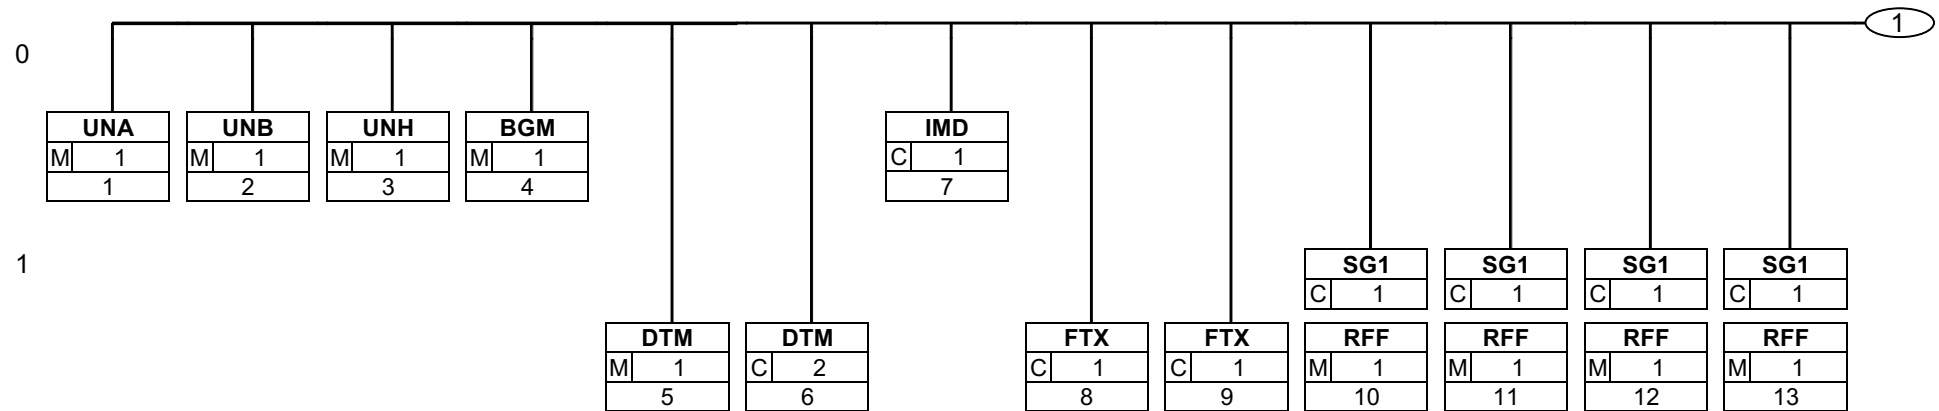 1
0
UNA UNB UNH BGM IMD
M 1 M 1 M 1 M 1 C 1
1 2 3 4 7
1
SG1 SG1 SG1 SG1
C 1 C 1 C 1 C 1
DTM DTM FTX FTX RFF RFF RFF RFF
M 1 C 2 C 1 C 1 M 1 M 1 M 1 M 1
5 6 8 9 10 11 12 13